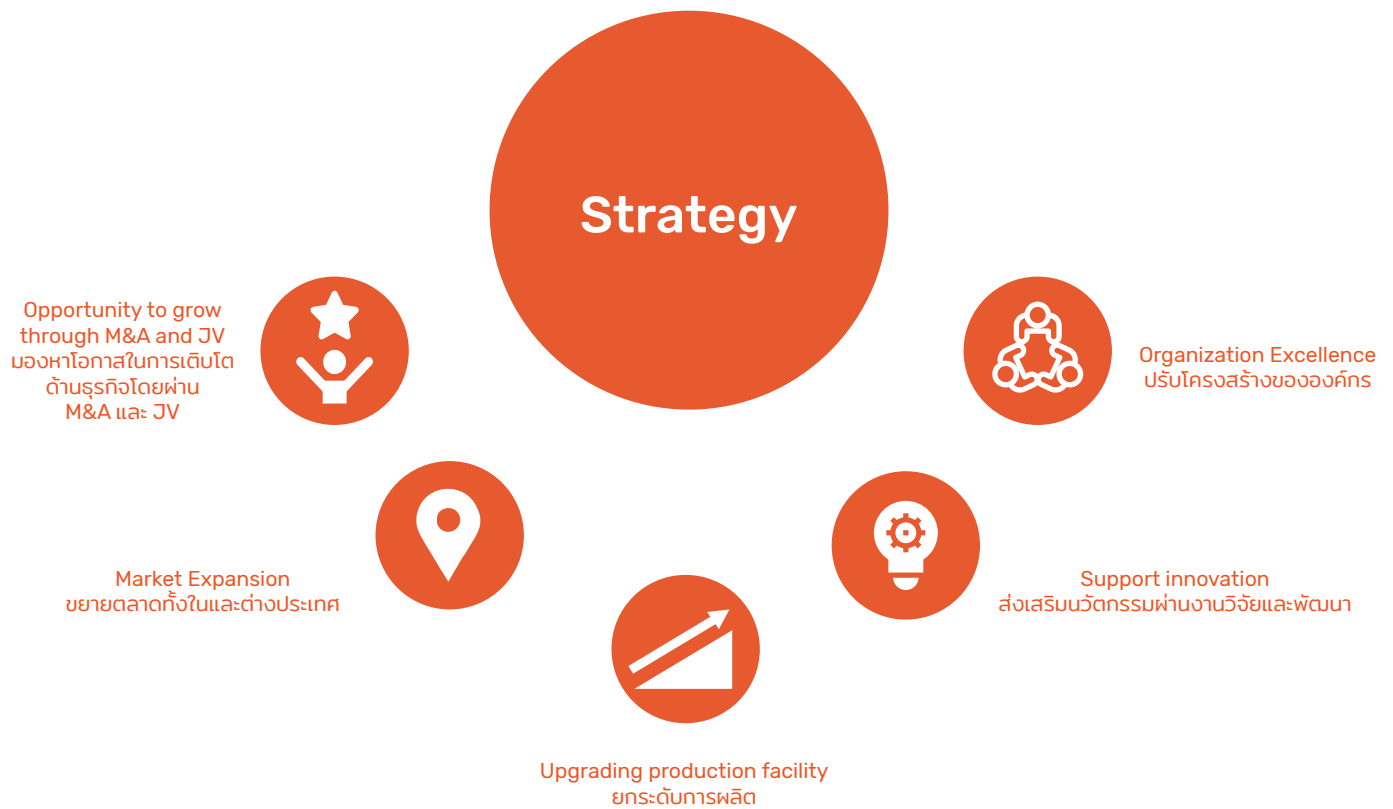 Strategy
Opportunity to grow
through M&A and JV
มองหาโอกาสในการเติบโต
ด้านธุรกิจโดยผ่าน
M&A และ JV
Organization Excellence
ปรับโครงสร้างขององค์กร
Market Expansion
ขยายตลาดทั้งในและต่างประเทศ
Support innovation
ส่งเสริมนวัตกรรมผ่านงานวิจัยและพัฒนา
Upgrading production facility
ยกระดับการผลิต